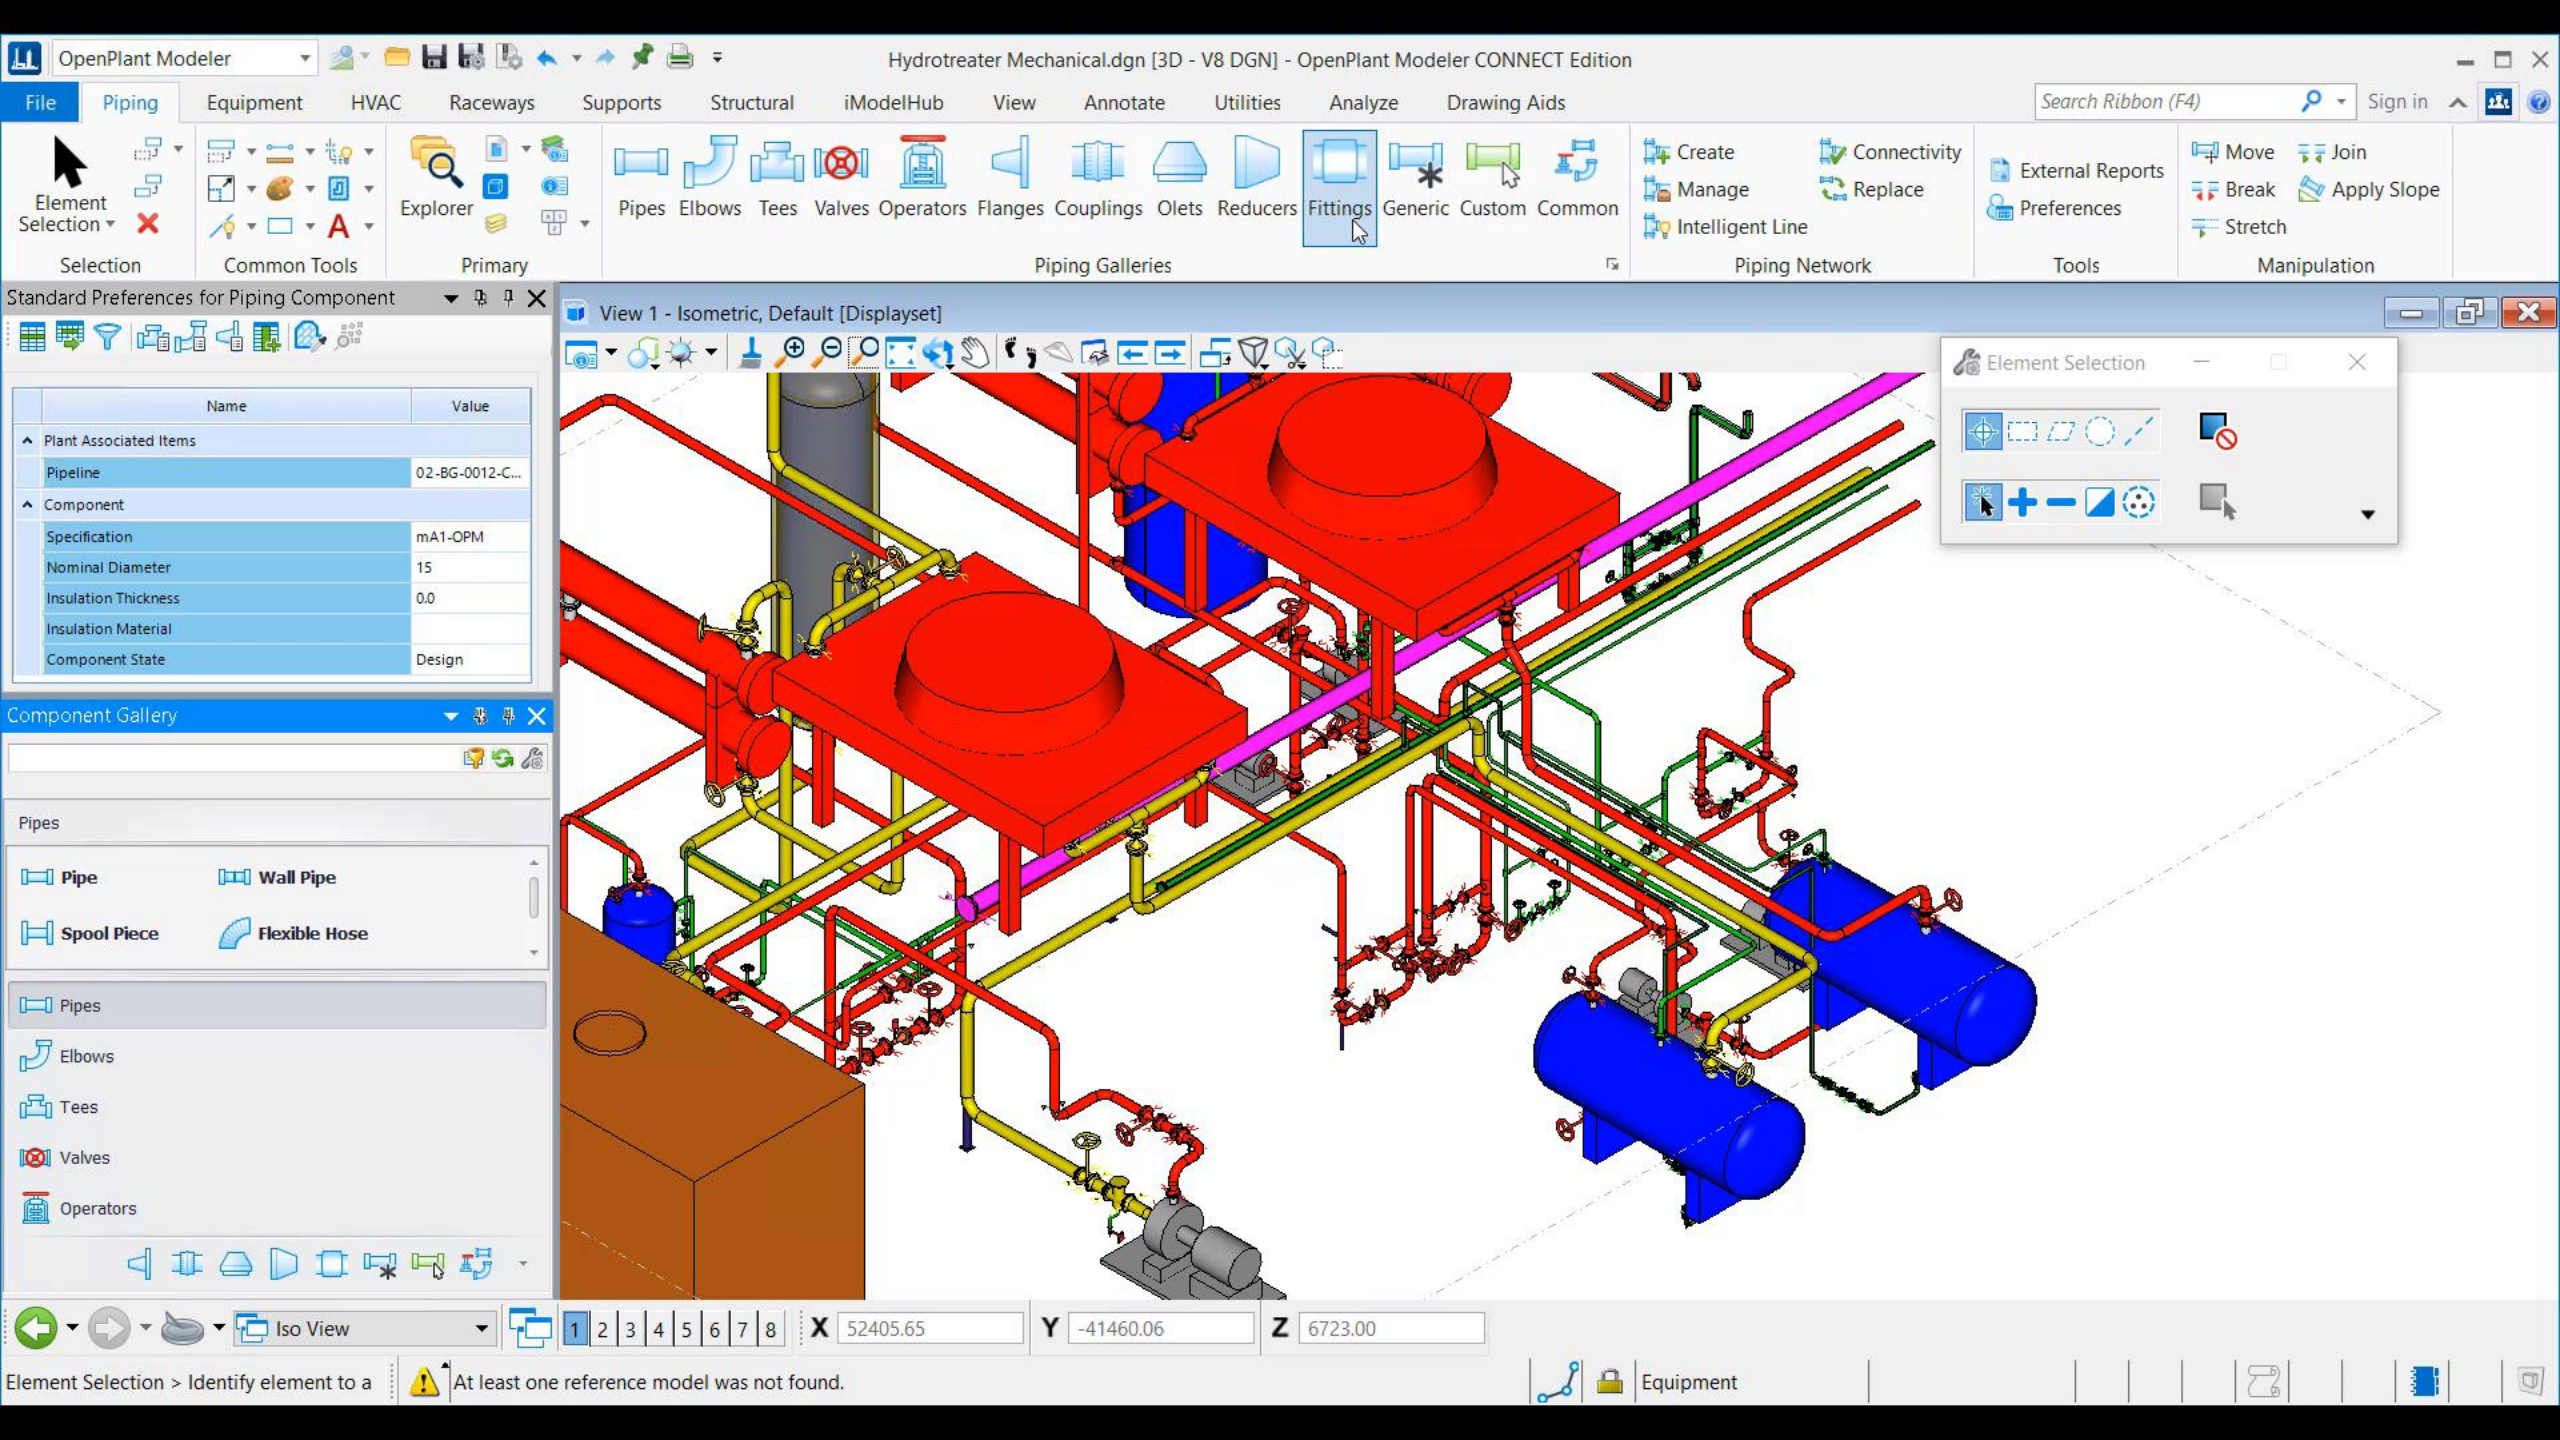 OpenPlant Modeler
Hydrotreater Mechanical.dgn [3D - V8 DGN] - OpenPlant Modeler CONNECT Edition
File Piping Equipment HVAC Raceways Supports Structural iModelHub View Annotate Utilities Analyze Drawing Aids
Search Ribbon (F4) Sign in
Element Selection
Explorer
Pipes Elbows Tees Valves Operators Flanges Couplings Olets Reducers Fittings Generic Custom Common
Create
Manage
Intelligent Line
Connectivity
Replace
External Reports
Preferences
Move
Break
Stretch
Join
Apply Slope
Selection Common Tools Primary Piping Galleries Piping Network Tools Manipulation
Standard Preferences for Piping Component
Name Value
Plant Associated Items
Pipeline 02-BG-0012-C...
Component
Specification mA1-OPM
Nominal Diameter 15
Insulation Thickness 0.0
Insulation Material
Component State Design
Component Gallery
Pipes
Pipe Wall Pipe
Spool Piece Flexible Hose
Pipes
Elbows
Tees
Valves
Operators
View 1 - Isometric, Default [Displayset]
Element Selection
Iso View
1 2 3 4 5 6 7 8
X 52405.65 Y -41460.06 Z 6723.00
Element Selection > Identify element to a
At least one reference model was not found.
Equipment